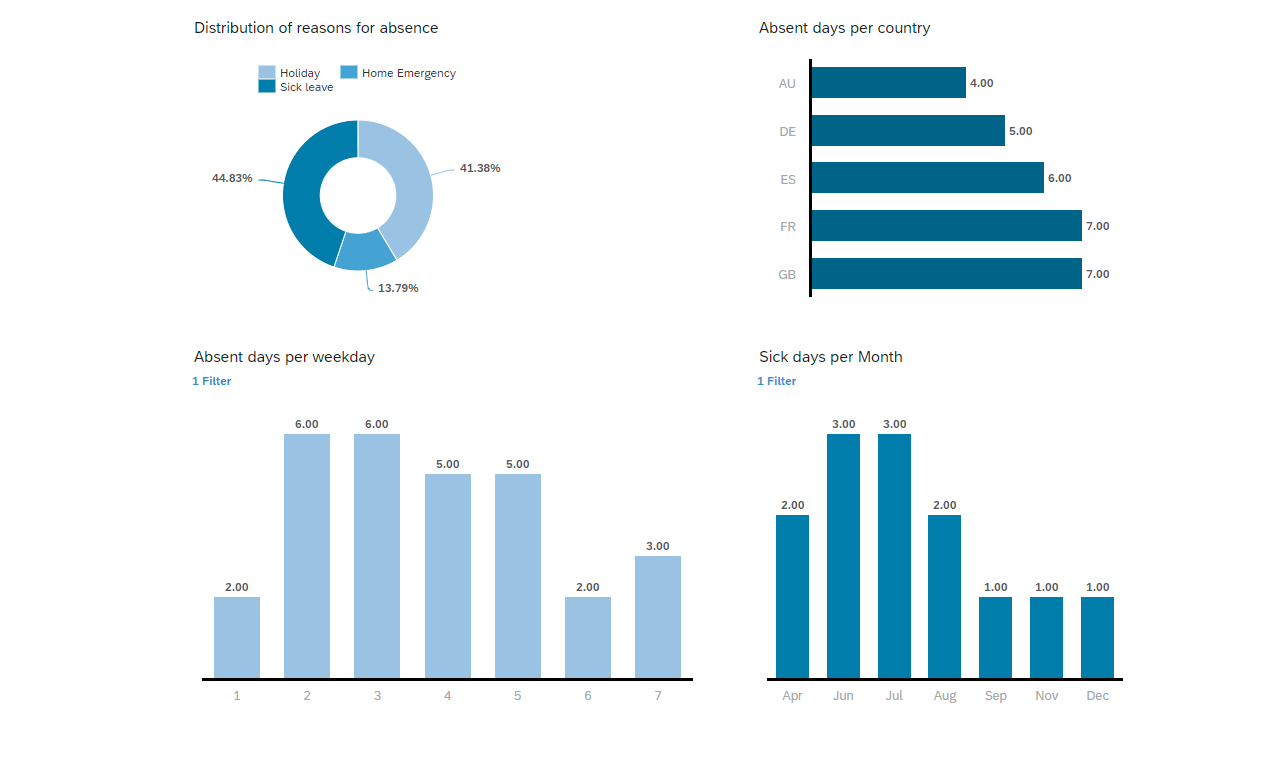 Distribution of reasons for absence
Holiday Home Emergency
Sick leave
41.38%
44.83%
13.79%
Absent days per country
AU 4.00
DE 5.00
ES 6.00
FR 7.00
GB 7.00
Absent days per weekday
1 Filter
6.00 6.00
5.00 5.00
3.00
2.00 2.00
1 2 3 4 5 6 7
Sick days per Month
1 Filter
3.00 3.00
2.00 2.00
1.00 1.00 1.00
Apr Jun Jul Aug Sep Nov Dec